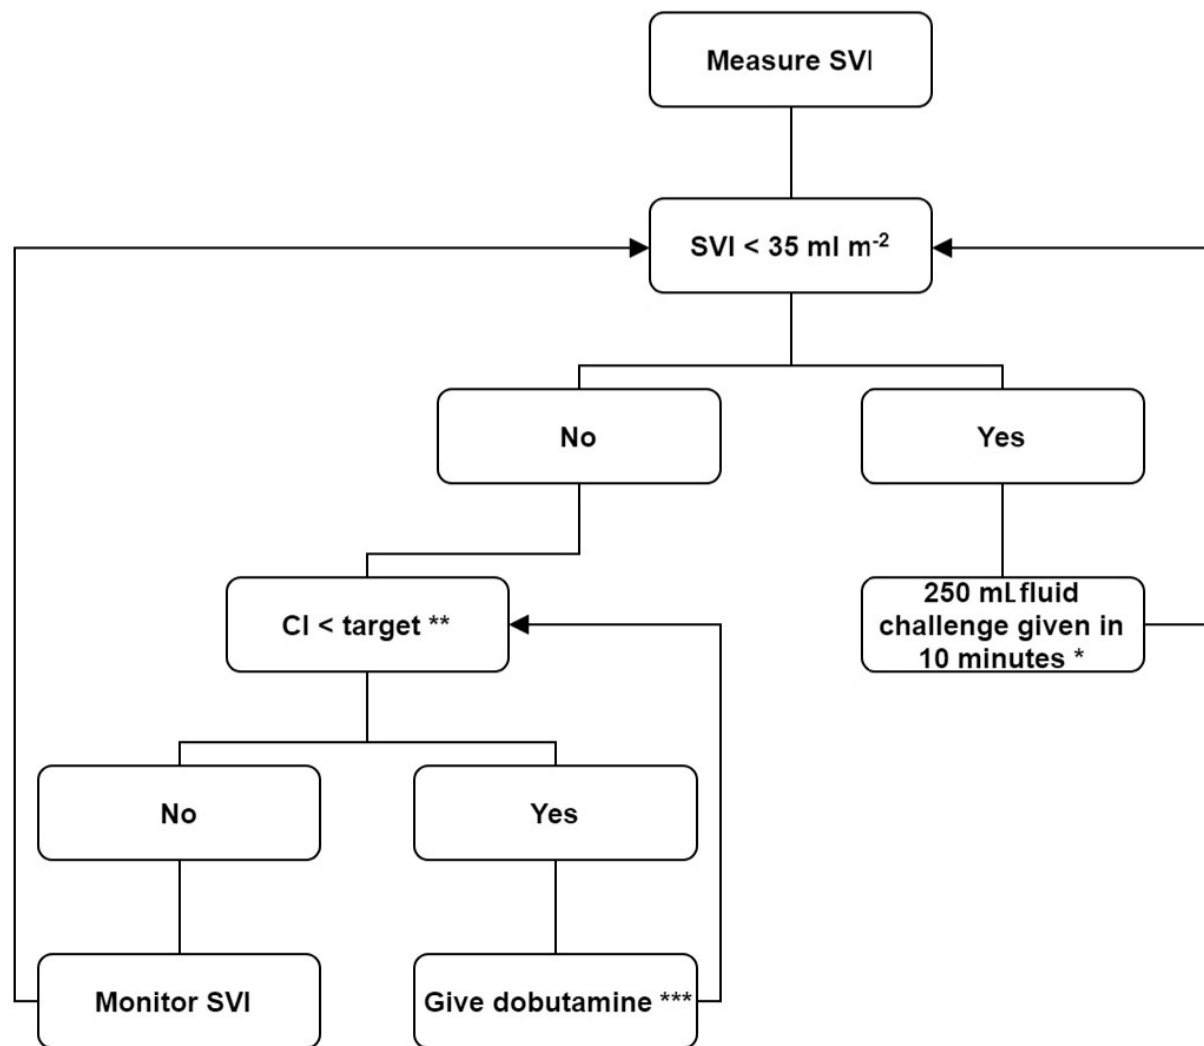 Measure SVI
SVI < 35 ml m⁻²
No
Yes
CI < target **
250 mL fluid
challenge given in
10 minutes *
No
Yes
Monitor SVI
Give dobutamine ***